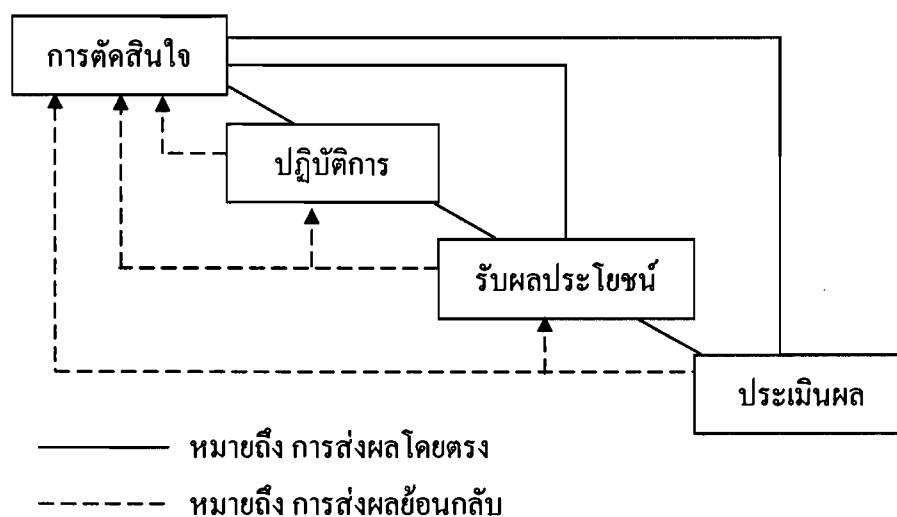 การตัดสินใจ
ปฏิบัติการ
รับผลประโยชน์
ประเมินผล
หมายถึง การส่งผลโดยตรง
หมายถึง การส่งผลย้อนกลับ